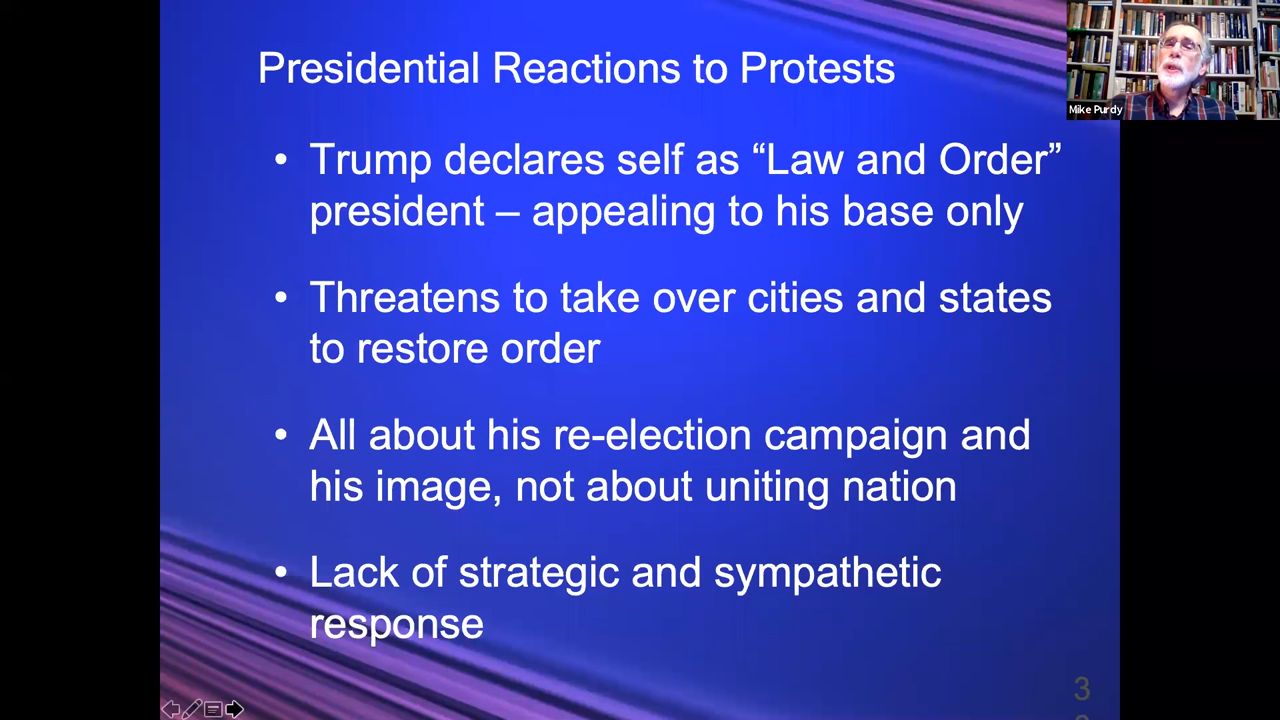 Presidential Reactions to Protests
• Trump declares self as “Law and Order”
president – appealing to his base only
• Threatens to take over cities and states
to restore order
• All about his re-election campaign and
his image, not about uniting nation
• Lack of strategic and sympathetic
response
Mike Purdy
3